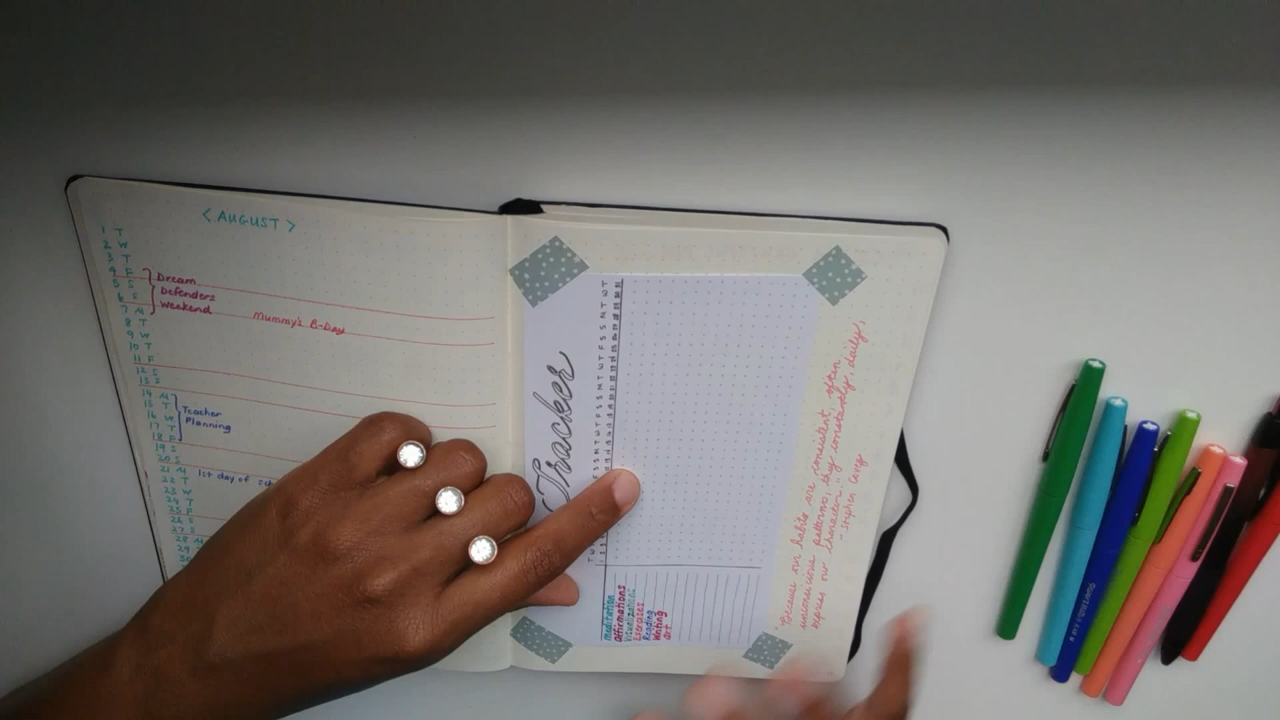 < AUGUST >
1 T
2 W
3 T
4 F
5 S
6 S
7 M
Dream
Defenders
Weekend
8 T
Mummy's B-Day
9 W
10 T
11 F
12 S
13 S
14 M
15 T
16 W
17 T
18 F
Teacher
Planning
19 S
20 S
21 M 1st day of
22 T
23 W
24 T
25 F
26 S
27 S
28 M
29
30
Tracker
T W
F S S M T W T F S S M T W T F S S M T W T
Meditation
Affirmations
Visualizations
Exercises
Reading
Writing
Art
"Because our habits are consistent, often
unconscious patterns, they constantly, daily,
express our character."
- Stephen Covey